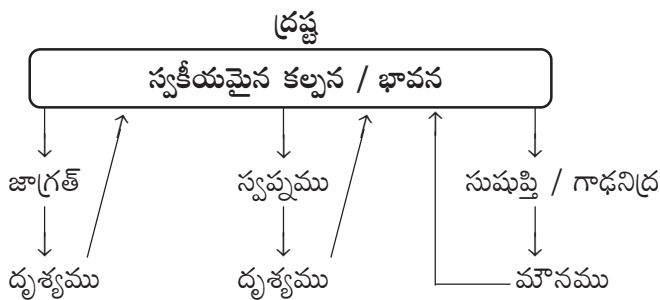 ద్రష్ట
స్వకీయమైన కల్పన / భావన
జాగ్రత్ స్వప్నము సుషుప్తి / గాఢనిద్ర
దృశ్యము దృశ్యము మౌనము